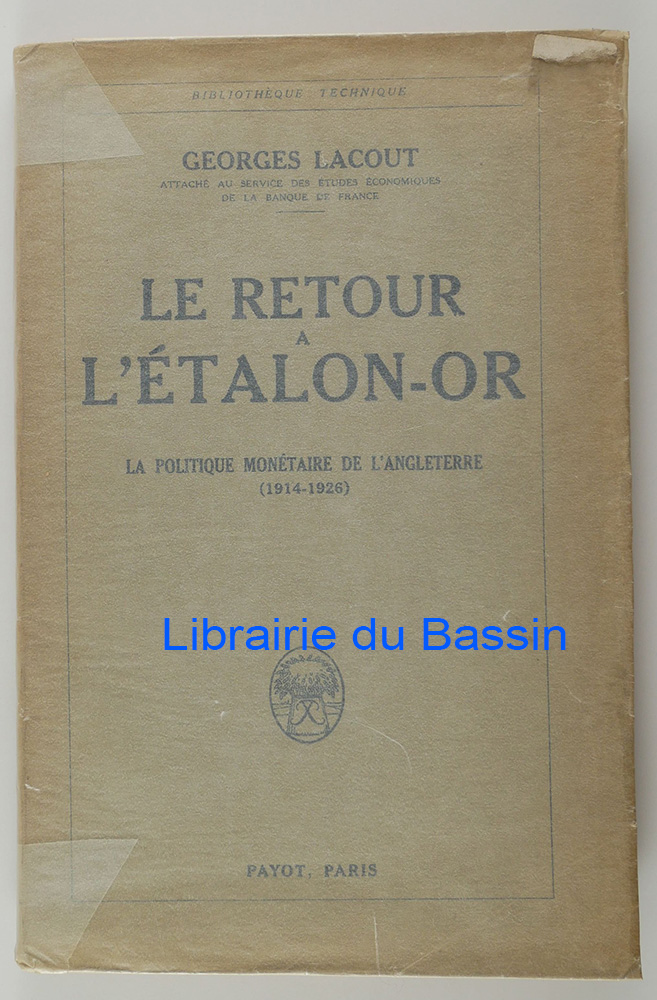 BIBLIOTHÈQUE TECHNIQUE
GEORGES LACOUT
ATTACHÉ AU SERVICE DES ÉTUDES ÉCONOMIQUES
DE LA BANQUE DE FRANCE
LE RETOUR
A
L'ÉTALON-OR
LA POLITIQUE MONÉTAIRE DE L'ANGLETERRE
(1914-1926)
Librairie du Bassin
PAYOT, PARIS